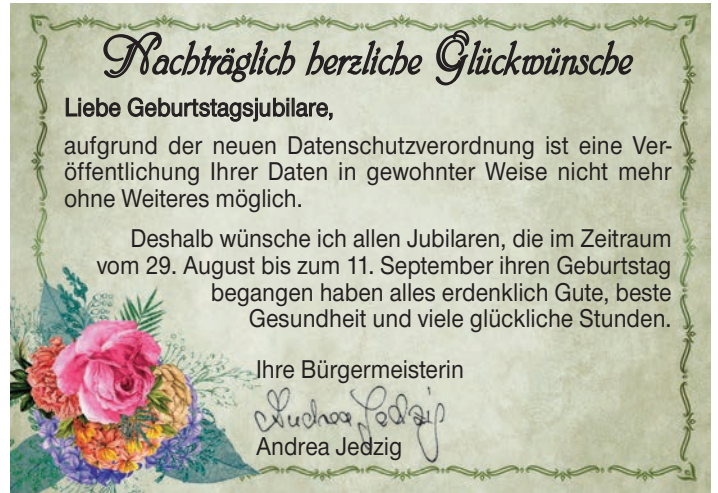 Nachträglich herzliche Glückwünsche
Liebe Geburtstagsjubilare,
aufgrund der neuen Datenschutzverordnung ist eine Ver-
öffentlichung Ihrer Daten in gewohnter Weise nicht mehr
ohne Weiteres möglich.
Deshalb wünsche ich allen Jubilaren, die im Zeitraum
vom 29. August bis zum 11. September ihren Geburtstag
begangen haben alles erdenklich Gute, beste
Gesundheit und viele glückliche Stunden.
Ihre Bürgermeisterin
Andrea Jedzig
Andrea Jedzig